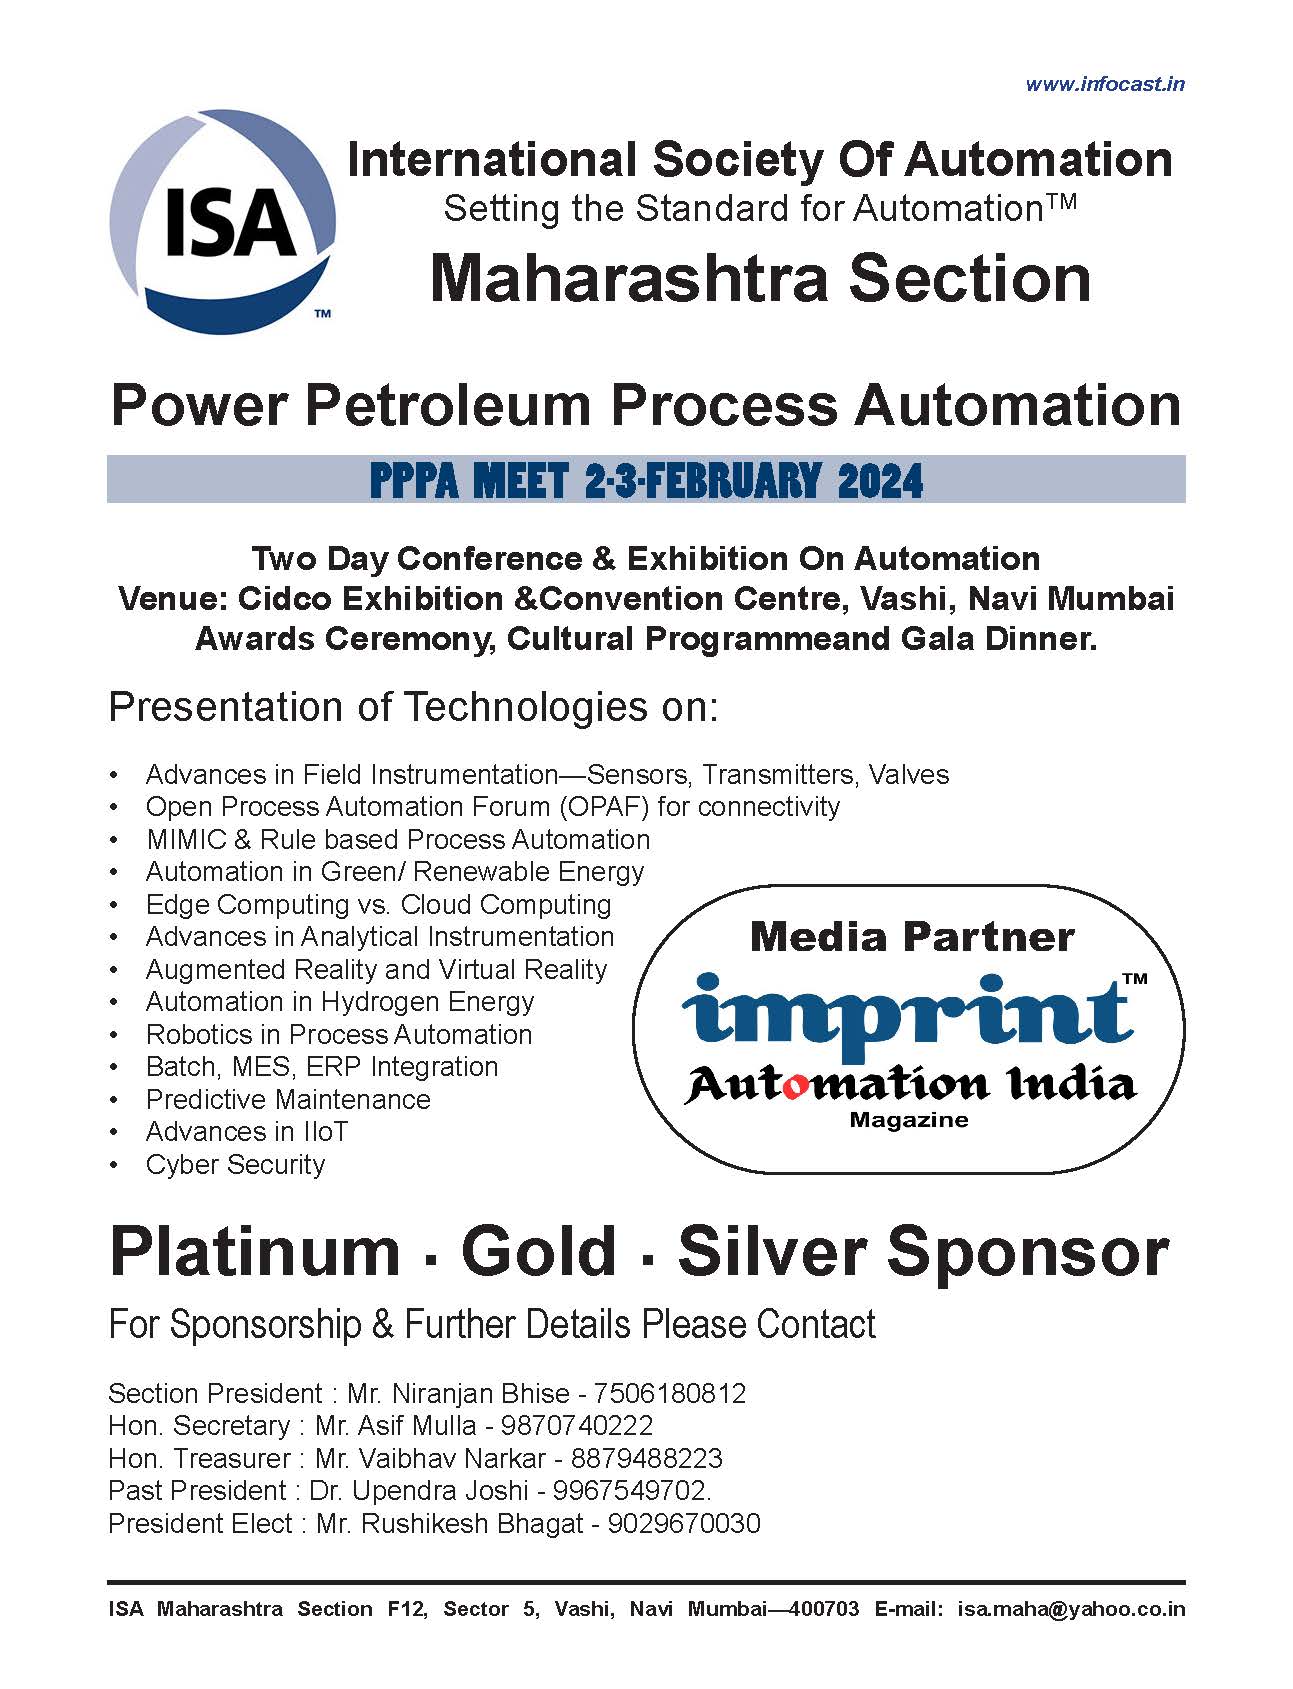 www.infocast.in
ISA
TM
International Society Of Automation
Setting the Standard for Automation™
Maharashtra Section
Power Petroleum Process Automation
PPPA MEET 2-3-FEBRUARY 2024
Two Day Conference & Exhibition On Automation
Venue: Cidco Exhibition &Convention Centre, Vashi, Navi Mumbai
Awards Ceremony, Cultural Programmeand Gala Dinner.
Presentation of Technologies on:
• Advances in Field Instrumentation—Sensors, Transmitters, Valves
• Open Process Automation Forum (OPAF) for connectivity
• MIMIC & Rule based Process Automation
• Automation in Green/ Renewable Energy
• Edge Computing vs. Cloud Computing
• Advances in Analytical Instrumentation
• Augmented Reality and Virtual Reality
• Automation in Hydrogen Energy
• Robotics in Process Automation
• Batch, MES, ERP Integration
• Predictive Maintenance
• Advances in IIoT
• Cyber Security
Media Partner
imprint™
Automation India
Magazine
Platinum . Gold . Silver Sponsor
For Sponsorship & Further Details Please Contact
Section President : Mr. Niranjan Bhise - 7506180812
Hon. Secretary : Mr. Asif Mulla - 9870740222
Hon. Treasurer : Mr. Vaibhav Narkar - 8879488223
Past President : Dr. Upendra Joshi - 9967549702.
President Elect : Mr. Rushikesh Bhagat - 9029670030
ISA Maharashtra Section F12, Sector 5, Vashi, Navi Mumbai—400703 E-mail: isa.maha@yahoo.co.in